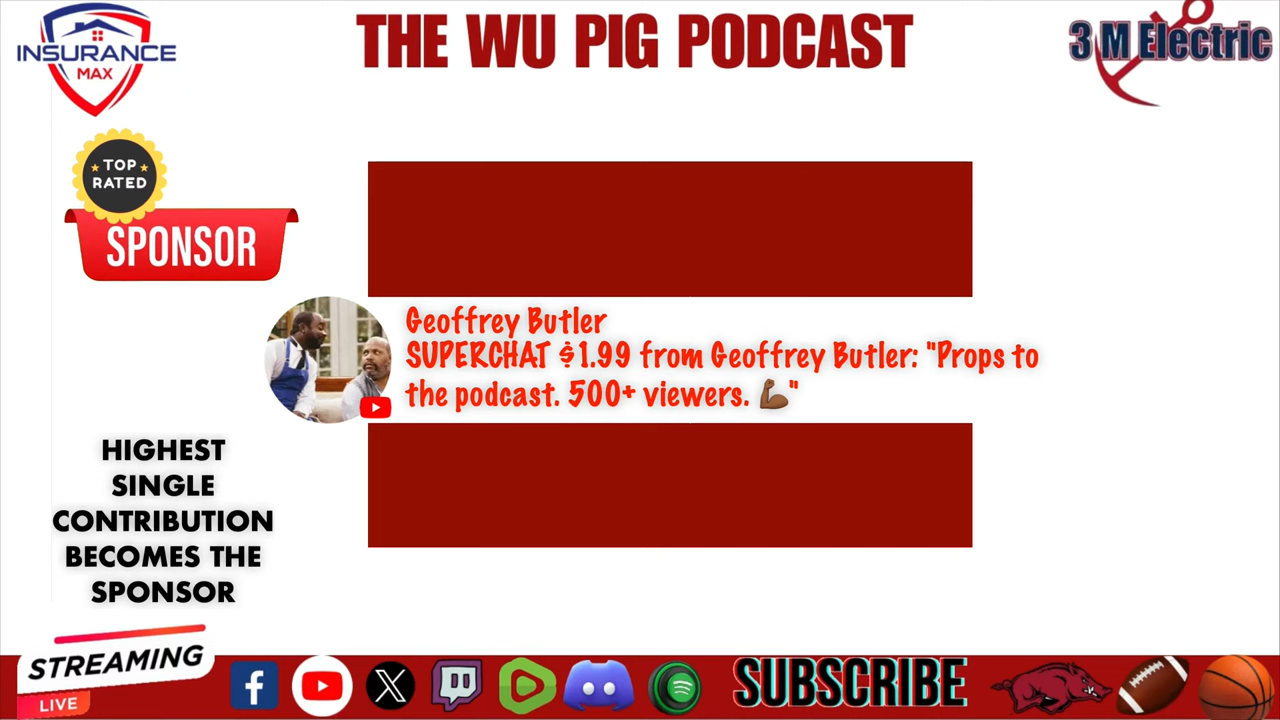 INSURANCE
MAX
THE WU PIG PODCAST
3 M Electric
TOP
RATED
SPONSOR
Geoffrey Butler
SUPERCHAT $1.99 from Geoffrey Butler: "Props to
the podcast. 500+ viewers. 💪🏾"
HIGHEST
SINGLE
CONTRIBUTION
BECOMES THE
SPONSOR
STREAMING
LIVE
SUBSCRIBE